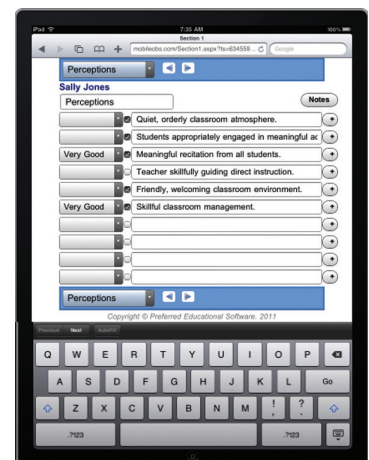 iPad 7:35 AM 100%
Section 1
mobileobs.com/Section1.aspx?ts=634559... Google
Perceptions
Sally Jones
Perceptions Notes
Quiet, orderly classroom atmosphere. +
Students appropriately engaged in meaningful ac +
Very Good Meaningful recitation from all students. +
Teacher skillfully guiding direct instruction. +
Friendly, welcoming classroom environment. +
Very Good Skillful classroom management. +
+
+
+
Perceptions
Copyright © Preferred Educational Software. 2011
Previous Next AutoFill
Q W E R T Y U I O P
A S D F G H J K L Go
Z X C V B N M ! , ? .
.?123 .?123